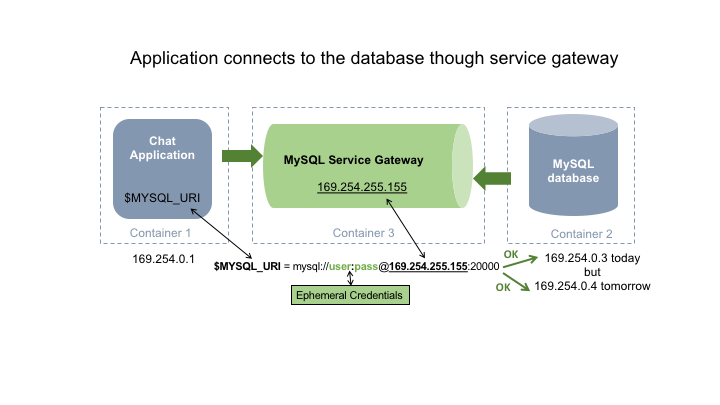 Application connects to the database though service gateway
Chat
Application
$MYSQL_URI
Container 1
169.254.0.1
MySQL Service Gateway
169.254.255.155
Container 3
MySQL
database
Container 2
$MYSQL_URI = mysql://user:pass@169.254.255.155:20000
Ephemeral Credentials
OK
169.254.0.3 today
but
OK
169.254.0.4 tomorrow